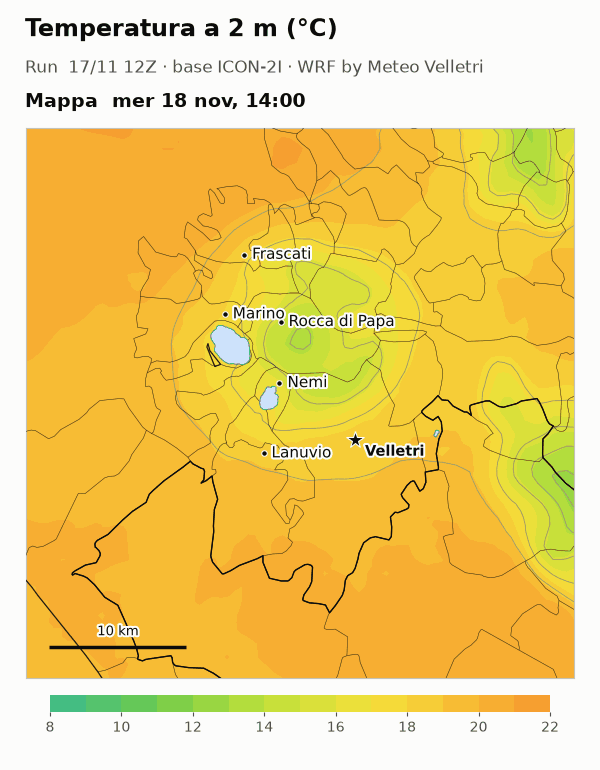 Temperatura a 2 m (°C)
Run  17/11 12Z · base ICON-2I · WRF by Meteo Velletri
Mappa  mer 18 nov, 14:00
Frascati
Marino
Rocca di Papa
Nemi
Velletri
Lanuvio
10 km
8 10 12 14 16 18 20 22